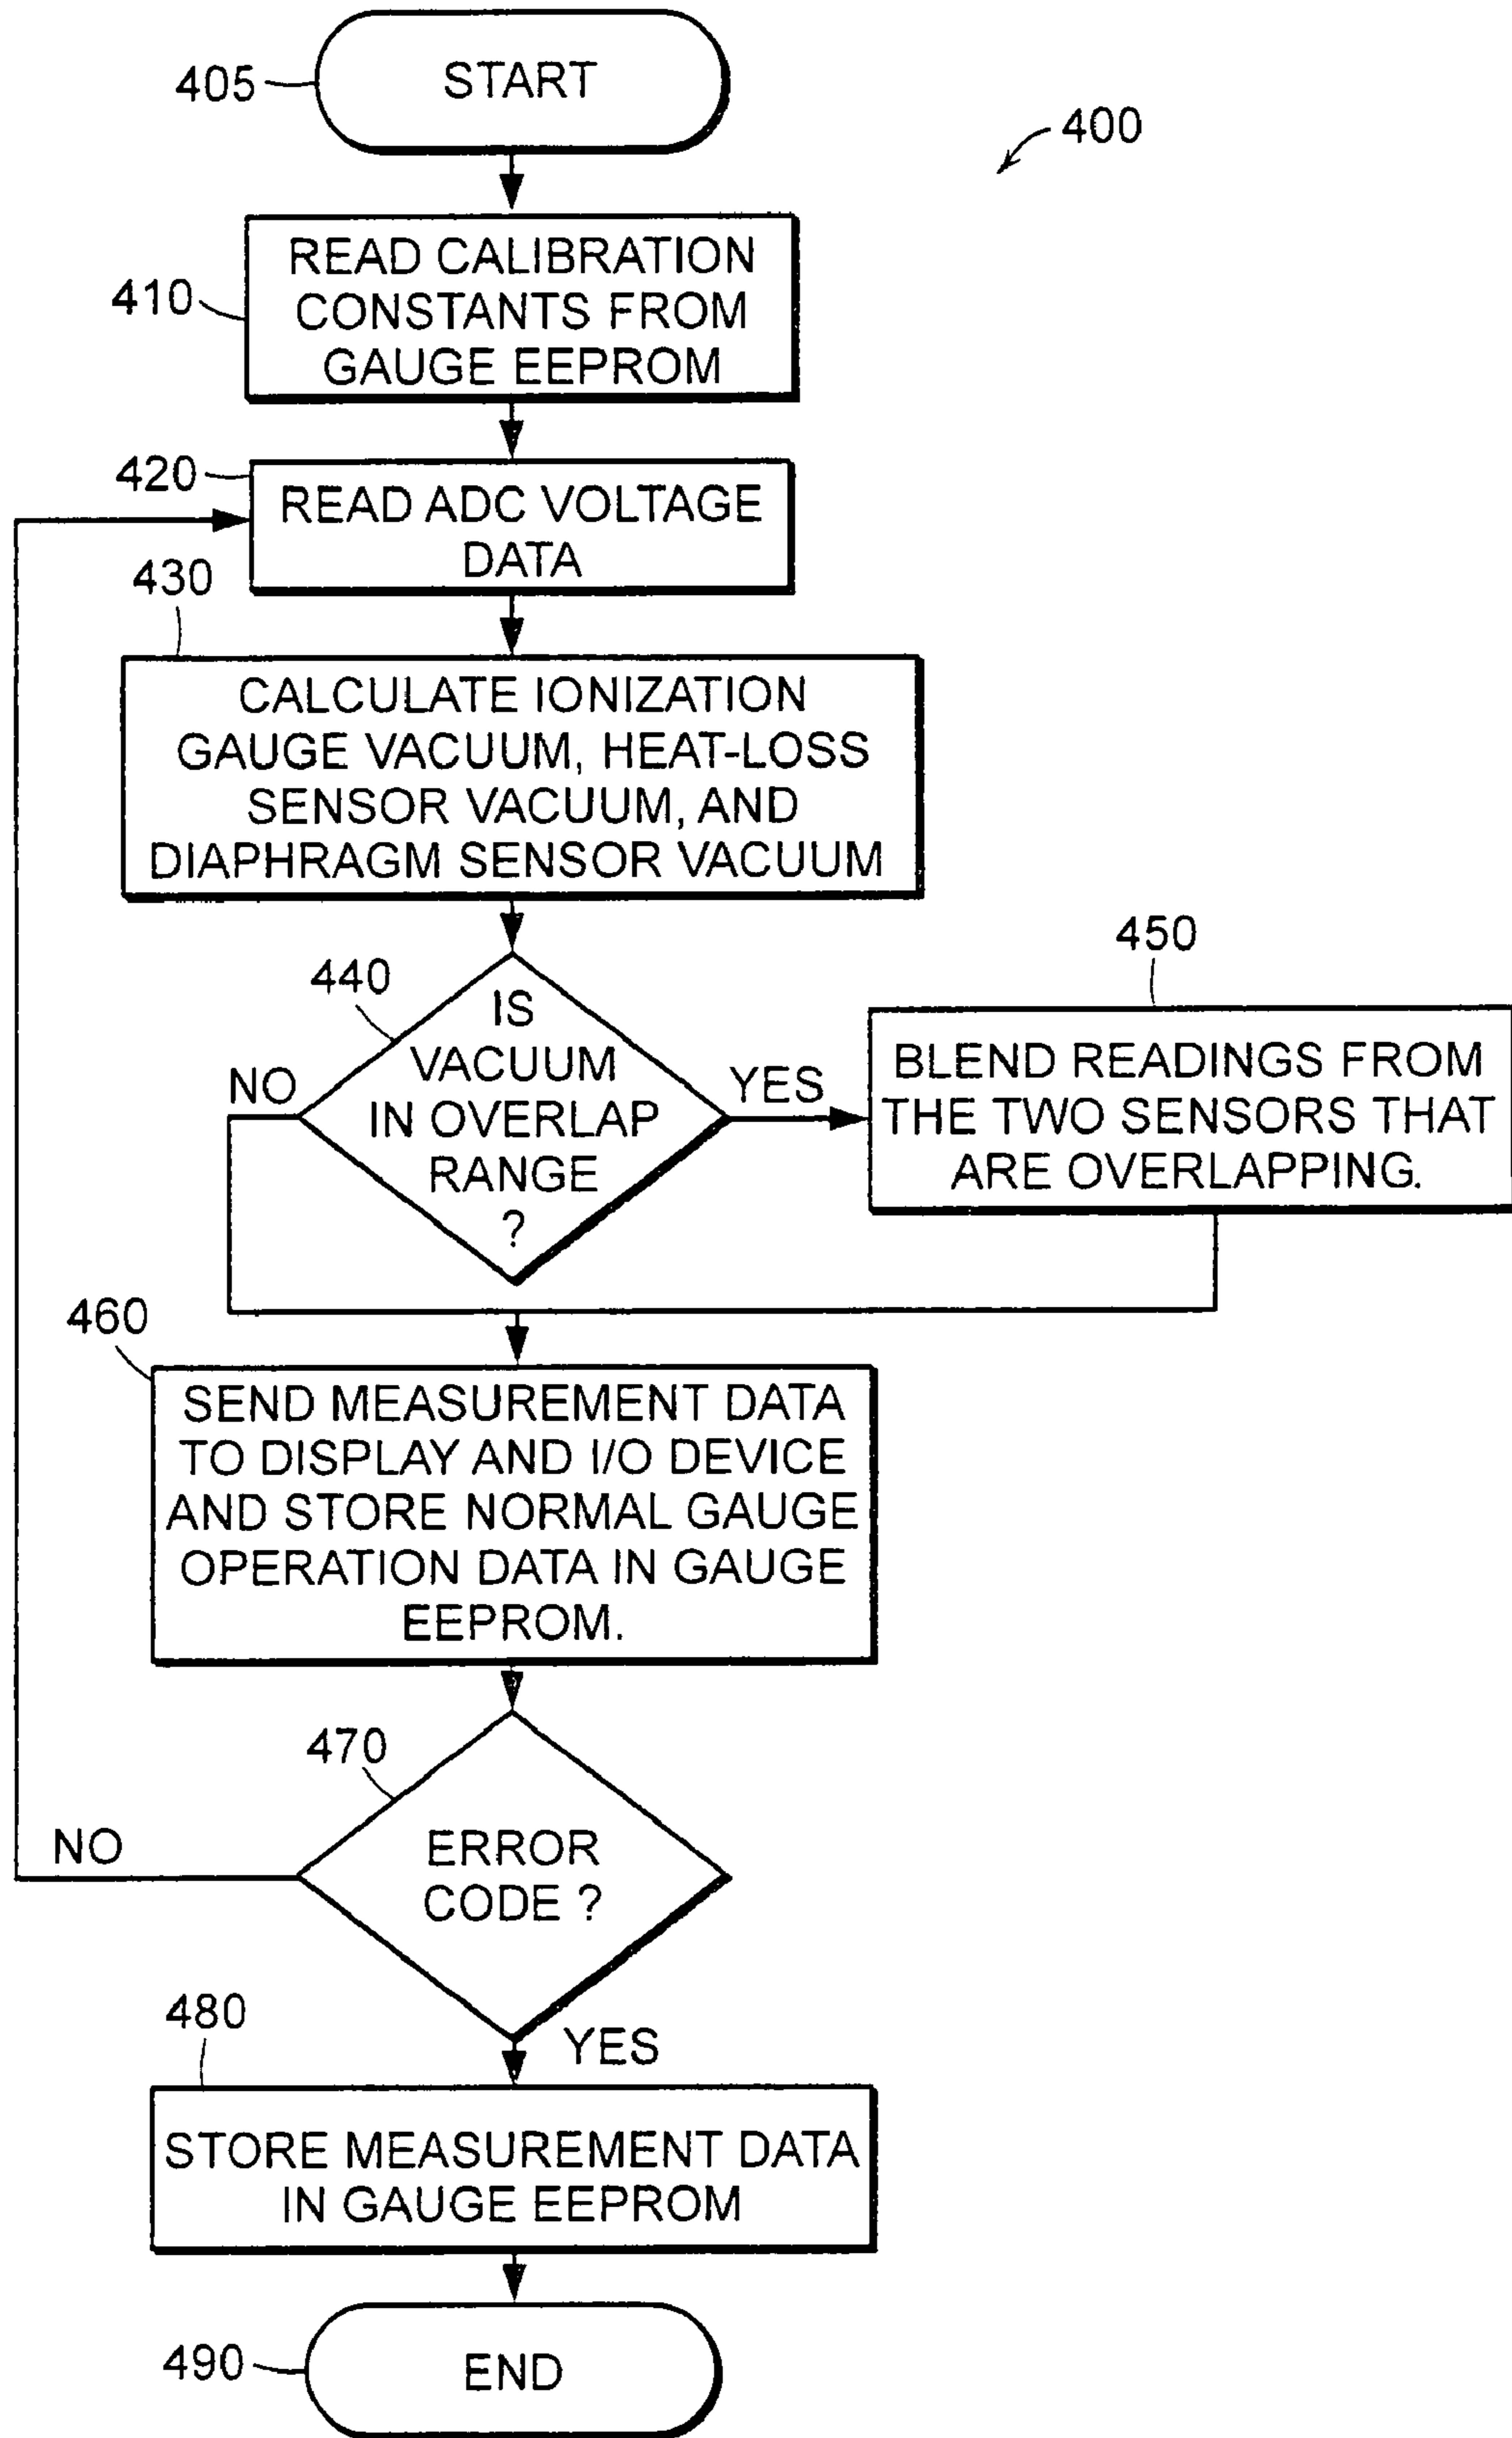 START
405
400
READ CALIBRATION
CONSTANTS FROM
GAUGE EEPROM
410
420
READ ADC VOLTAGE
DATA
430
CALCULATE IONIZATION
GAUGE VACUUM, HEAT-LOSS
SENSOR VACUUM, AND
DIAPHRAGM SENSOR VACUUM
440
IS
VACUUM
IN OVERLAP
RANGE
?
NO
YES
450
BLEND READINGS FROM
THE TWO SENSORS THAT
ARE OVERLAPPING.
460
SEND MEASUREMENT DATA
TO DISPLAY AND I/O DEVICE
AND STORE NORMAL GAUGE
OPERATION DATA IN GAUGE
EEPROM.
470
ERROR
CODE ?
NO
YES
480
STORE MEASUREMENT DATA
IN GAUGE EEPROM
490
END